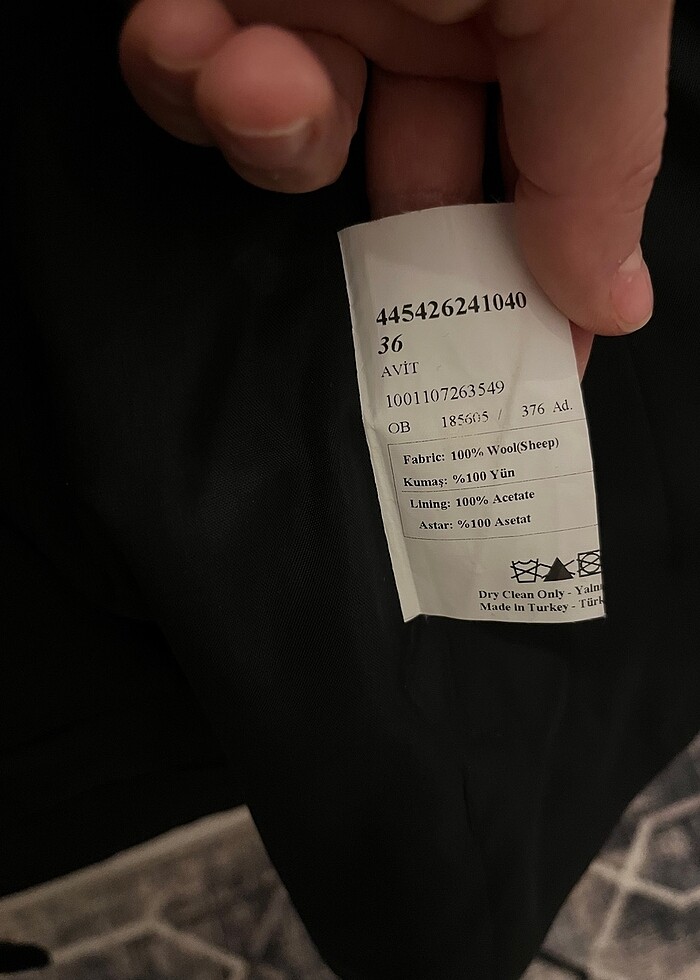 445426241040
36
AVİT
1001107263549
OB 185605 / 376 Ad.
Fabric: 100% Wool(Sheep)
Kumaş: %100 Yün
Lining: 100% Acetate
Astar: %100 Asetat
Dry Clean Only - Yaln
Made in Turkey - Türk